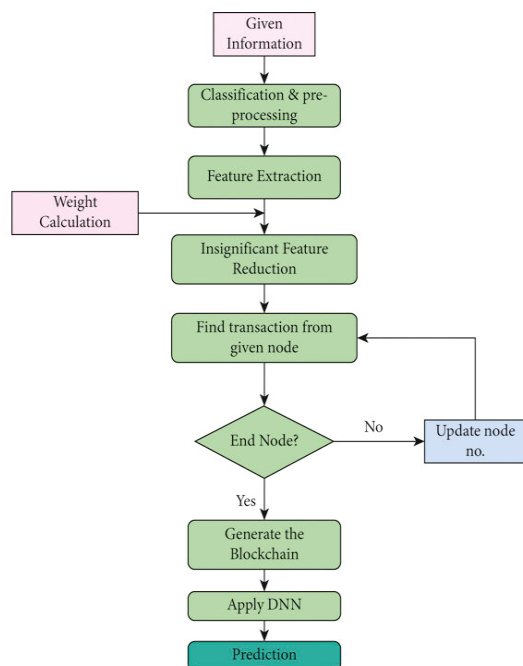 Given
Information
Classification & pre-
processing
Feature Extraction
Weight
Calculation
Insignificant Feature
Reduction
Find transaction from
given node
End Node?
No
Update node
no.
Yes
Generate the
Blockchain
Apply DNN
Prediction